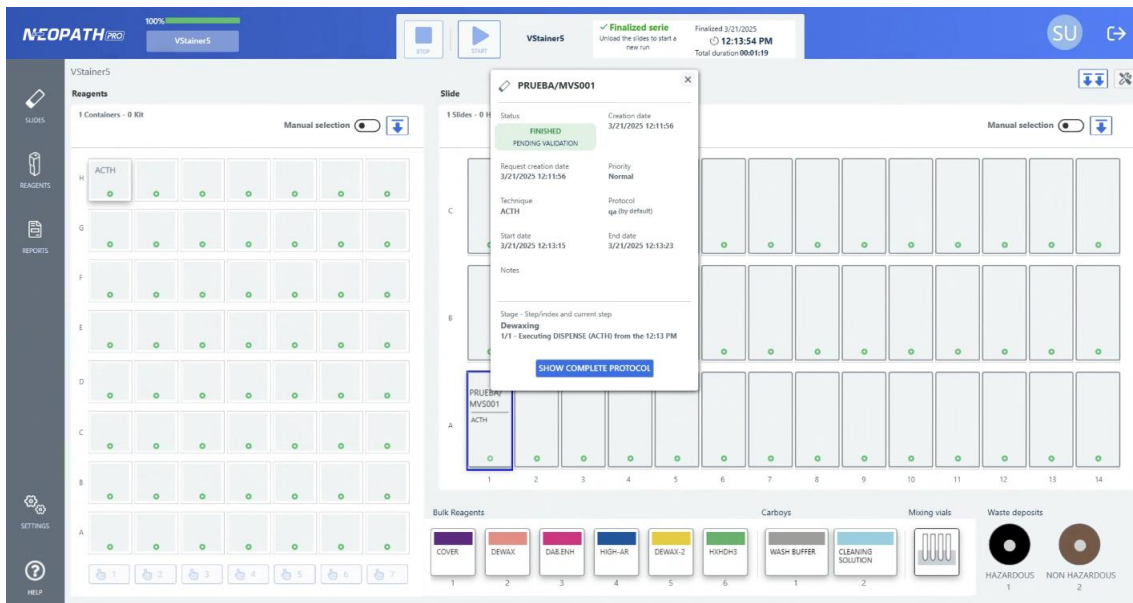 NEOPATH PRO
100%
VStainer5
STOP
START
VStainer5
✓ Finalized serie
Unload the slides to start a
new run
Finalized 3/21/2025
12:13:54 PM
Total duration 00:01:19
SU
SLIDES
REAGENTS
REPORTS
SETTINGS
HELP
VStainer5
Reagents
1 Containers - 0 Kit
Manual selection
H
ACTH
G
F
E
D
C
B
A
1
2
3
4
5
6
7
Slide
1 Slides - 0 H
Manual selection
PRUEBA/MVS001
Status
FINISHED
PENDING VALIDATION
Creation date
3/21/2025 12:11:56
Request creation date
3/21/2025 12:11:56
Priority
Normal
Technique
ACTH
Protocol
qa (by default)
Start date
3/21/2025 12:13:15
End date
3/21/2025 12:13:23
Notes
Stage - Step/index and current step
Dewaxing
1/1 - Executing DISPENSE (ACTH) from the 12:13 PM
SHOW COMPLETE PROTOCOL
C
B
A
PRUEBA/
MVS001
ACTH
1 2 3 4 5 6 7 8 9 10 11 12 13 14
Bulk Reagents
COVER
DEWAX
DAB.ENH
HIGH-AR
DEWAX-2
HXHDH3
1 2 3 4 5 6
Carboys
WASH BUFFER
CLEANING
SOLUTION
1 2
Mixing vials
Waste deposits
HAZARDOUS
1
NON HAZARDOUS
2